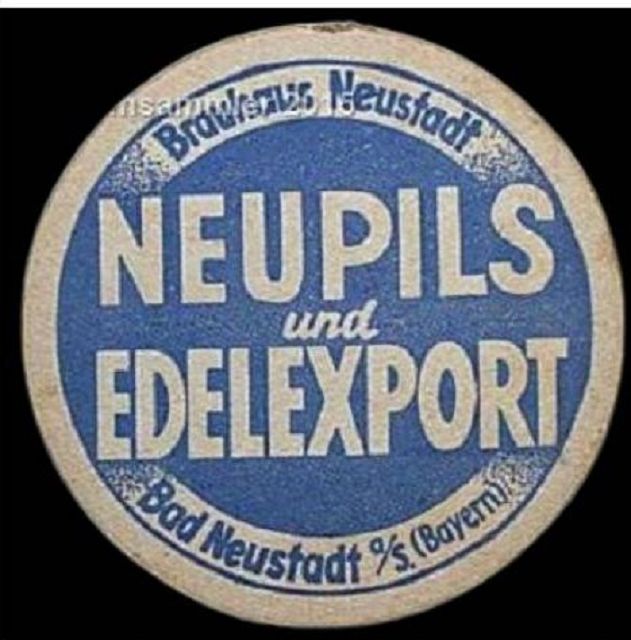 Brauhaus Neustadt
NEUPILS
und
EDELEXPORT
Bad Neustadt a/S. (Bayern)